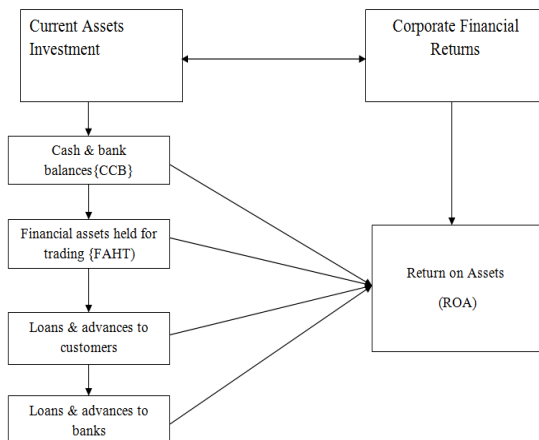 Current Assets
Investment
Corporate Financial
Returns
Cash & bank
balances{CCB}
Financial assets held for
trading {FAHT)
Return on Assets
(ROA)
Loans & advances to
customers
Loans & advances to
banks